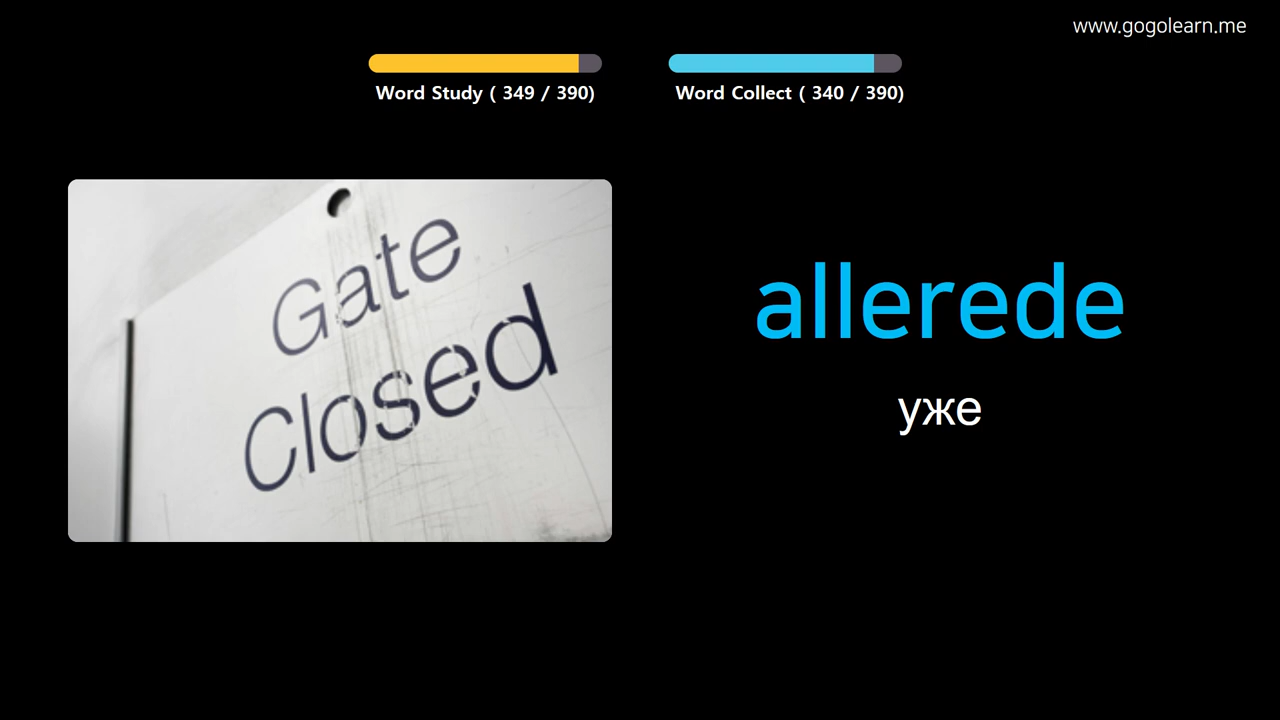 www.gogolearn.me
Word Study ( 349 / 390)
Word Collect ( 340 / 390)
Gate
Closed
allerede
уже